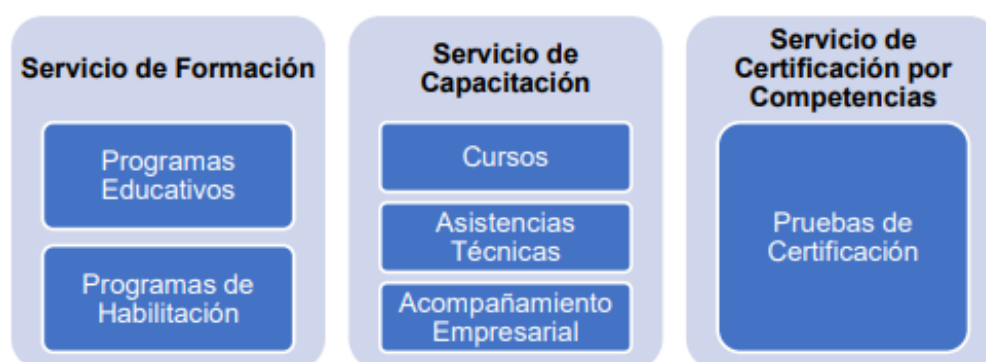 Servicio de Formación
Programas
Educativos
Programas de
Habilitación
Servicio de
Capacitación
Cursos
Asistencias
Técnicas
Acompañamiento
Empresarial
Servicio de
Certificación por
Competencias
Pruebas de
Certificación